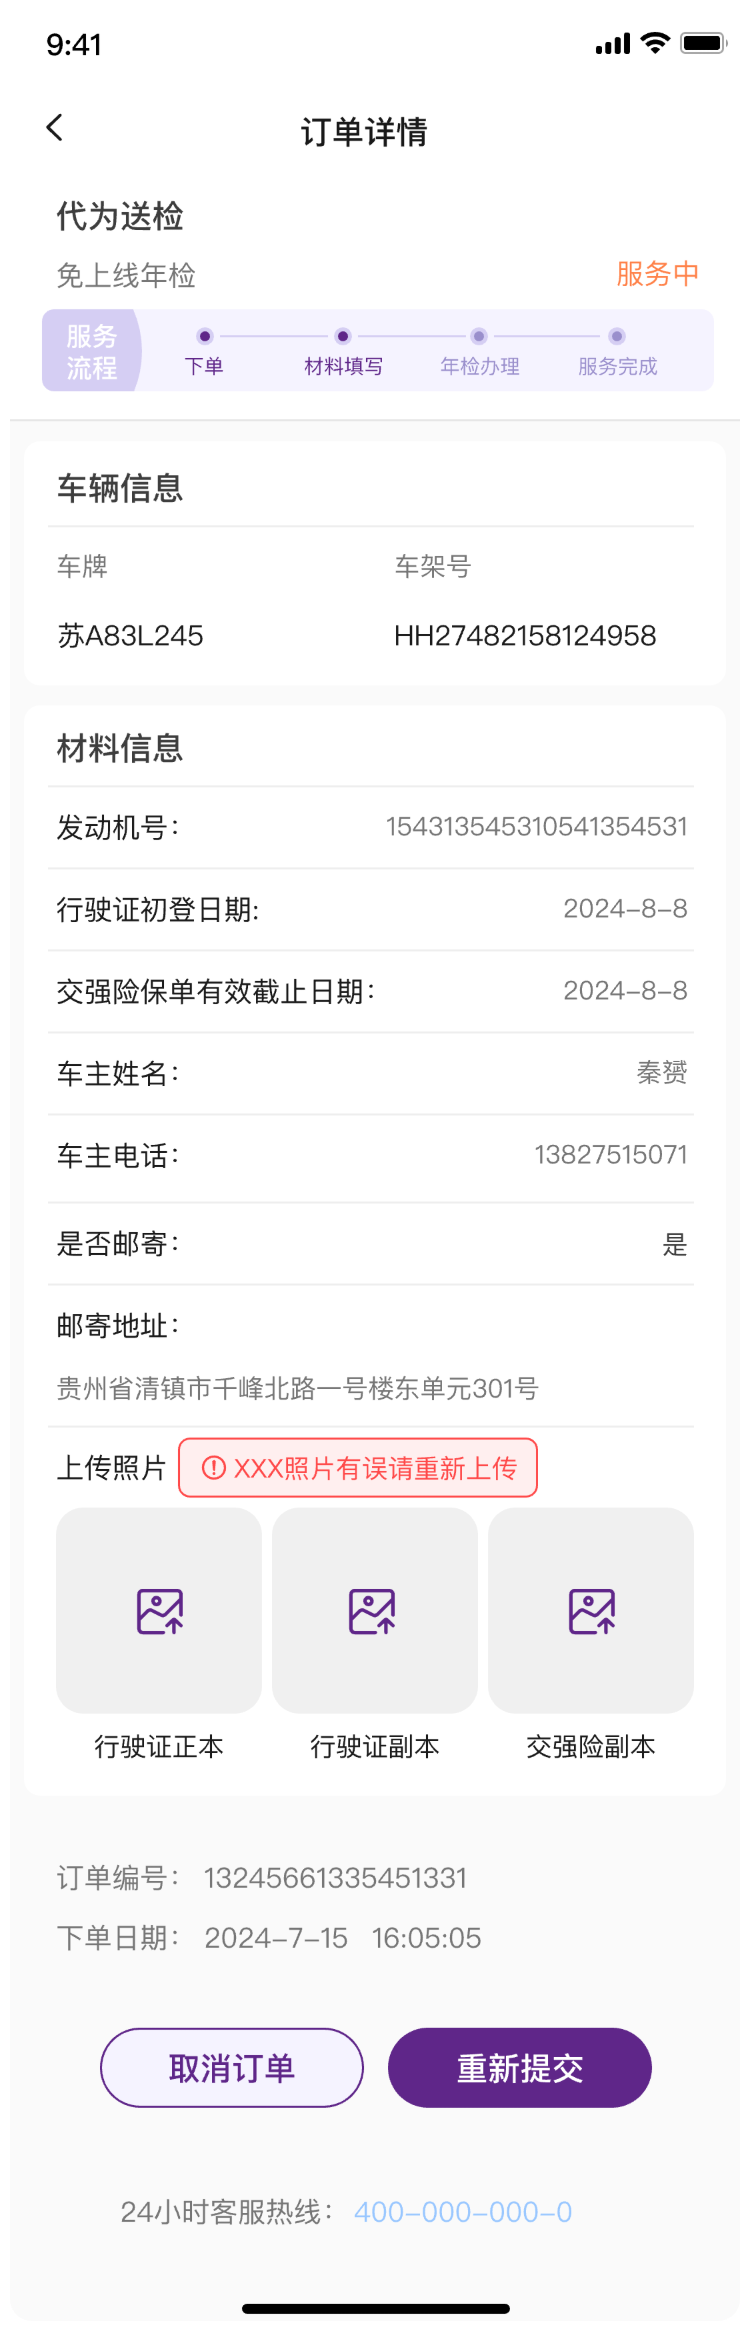 9:41
订单详情
代为送检
免上线年检
服务中
服务
流程
下单
材料填写
年检办理
服务完成
车辆信息
车牌
车架号
苏A83L245
HH27482158124958
材料信息
发动机号：
154313545310541354531
行驶证初登日期:
2024-8-8
交强险保单有效截止日期：
2024-8-8
车主姓名：
秦赟
车主电话：
13827515071
是否邮寄：
是
邮寄地址：
贵州省清镇市千峰北路一号楼东单元301号
上传照片
XXX照片有误请重新上传
行驶证正本
行驶证副本
交强险副本
订单编号： 13245661335451331
下单日期： 2024-7-15 16:05:05
取消订单
重新提交
24小时客服热线： 400-000-000-0